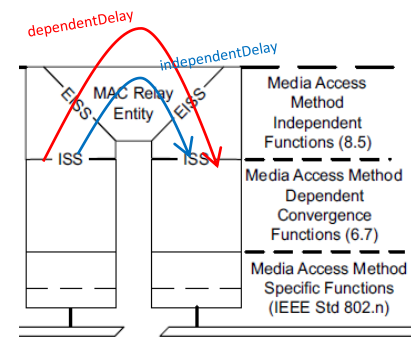 dependentDelay
independentDelay
EISS
MAC Relay
Entity
EISS
ISS
ISS
Media Access
Method
Independent
Functions (8.5)
Media Access Method
Dependent
Convergence
Functions (6.7)
Media Access Method
Specific Functions
(IEEE Std 802.n)